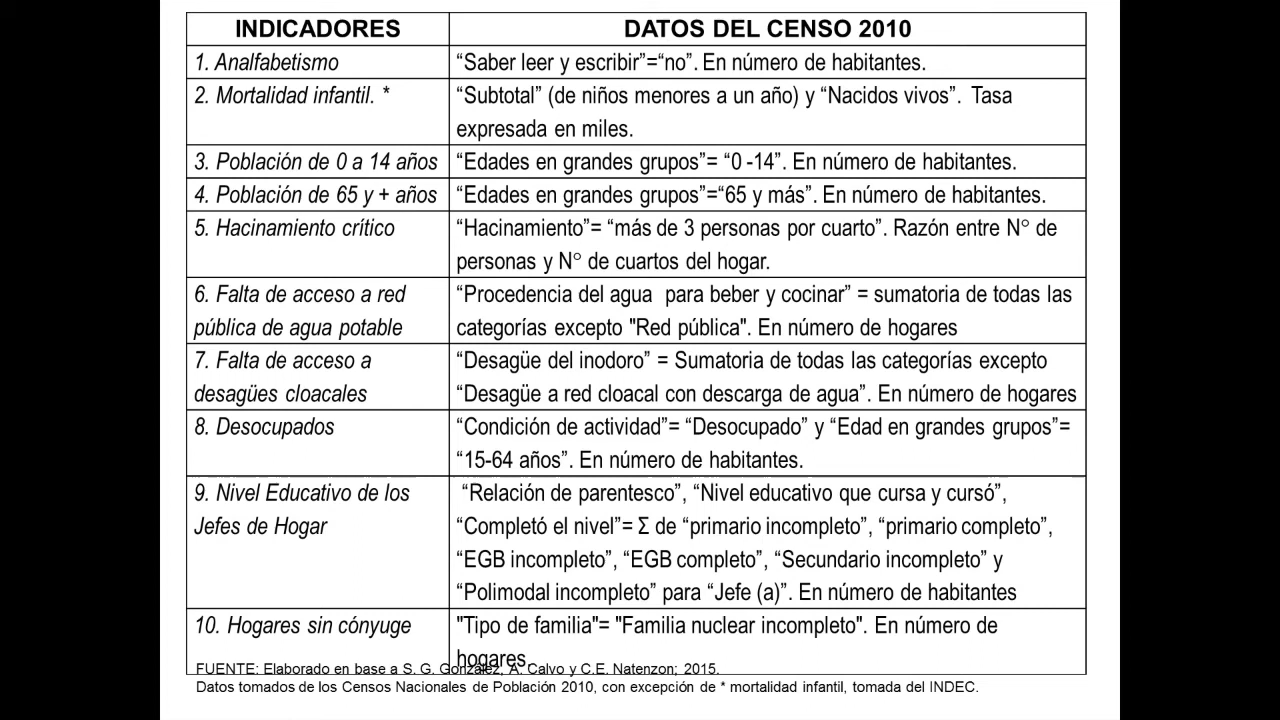 INDICADORES DATOS DEL CENSO 2010
1. Analfabetismo “Saber leer y escribir”=“no”. En número de habitantes.
2. Mortalidad infantil. * “Subtotal” (de niños menores a un año) y “Nacidos vivos”. Tasa
expresada en miles.
3. Población de 0 a 14 años “Edades en grandes grupos”= “0 -14”. En número de habitantes.
4. Población de 65 y + años “Edades en grandes grupos”=“65 y más”. En número de habitantes.
5. Hacinamiento crítico “Hacinamiento”= “más de 3 personas por cuarto”. Razón entre N° de
personas y N° de cuartos del hogar.
6. Falta de acceso a red “Procedencia del agua para beber y cocinar” = sumatoria de todas las
pública de agua potable categorías excepto "Red pública". En número de hogares
7. Falta de acceso a “Desagüe del inodoro” = Sumatoria de todas las categorías excepto
desagües cloacales “Desagüe a red cloacal con descarga de agua”. En número de hogares
8. Desocupados “Condición de actividad”= “Desocupado” y “Edad en grandes grupos”=
“15-64 años”. En número de habitantes.
9. Nivel Educativo de los “Relación de parentesco”, “Nivel educativo que cursa y cursó”,
Jefes de Hogar “Completó el nivel”= Σ de “primario incompleto”, “primario completo”,
“EGB incompleto”, “EGB completo”, “Secundario incompleto” y
“Polimodal incompleto” para “Jefe (a)”. En número de habitantes
10. Hogares sin cónyuge "Tipo de familia"= "Familia nuclear incompleto". En número de
hogares.
FUENTE: Elaborado en base a S. G. González, A. Calvo y C.E. Natenzon; 2015.
Datos tomados de los Censos Nacionales de Población 2010, con excepción de * mortalidad infantil, tomada del INDEC.